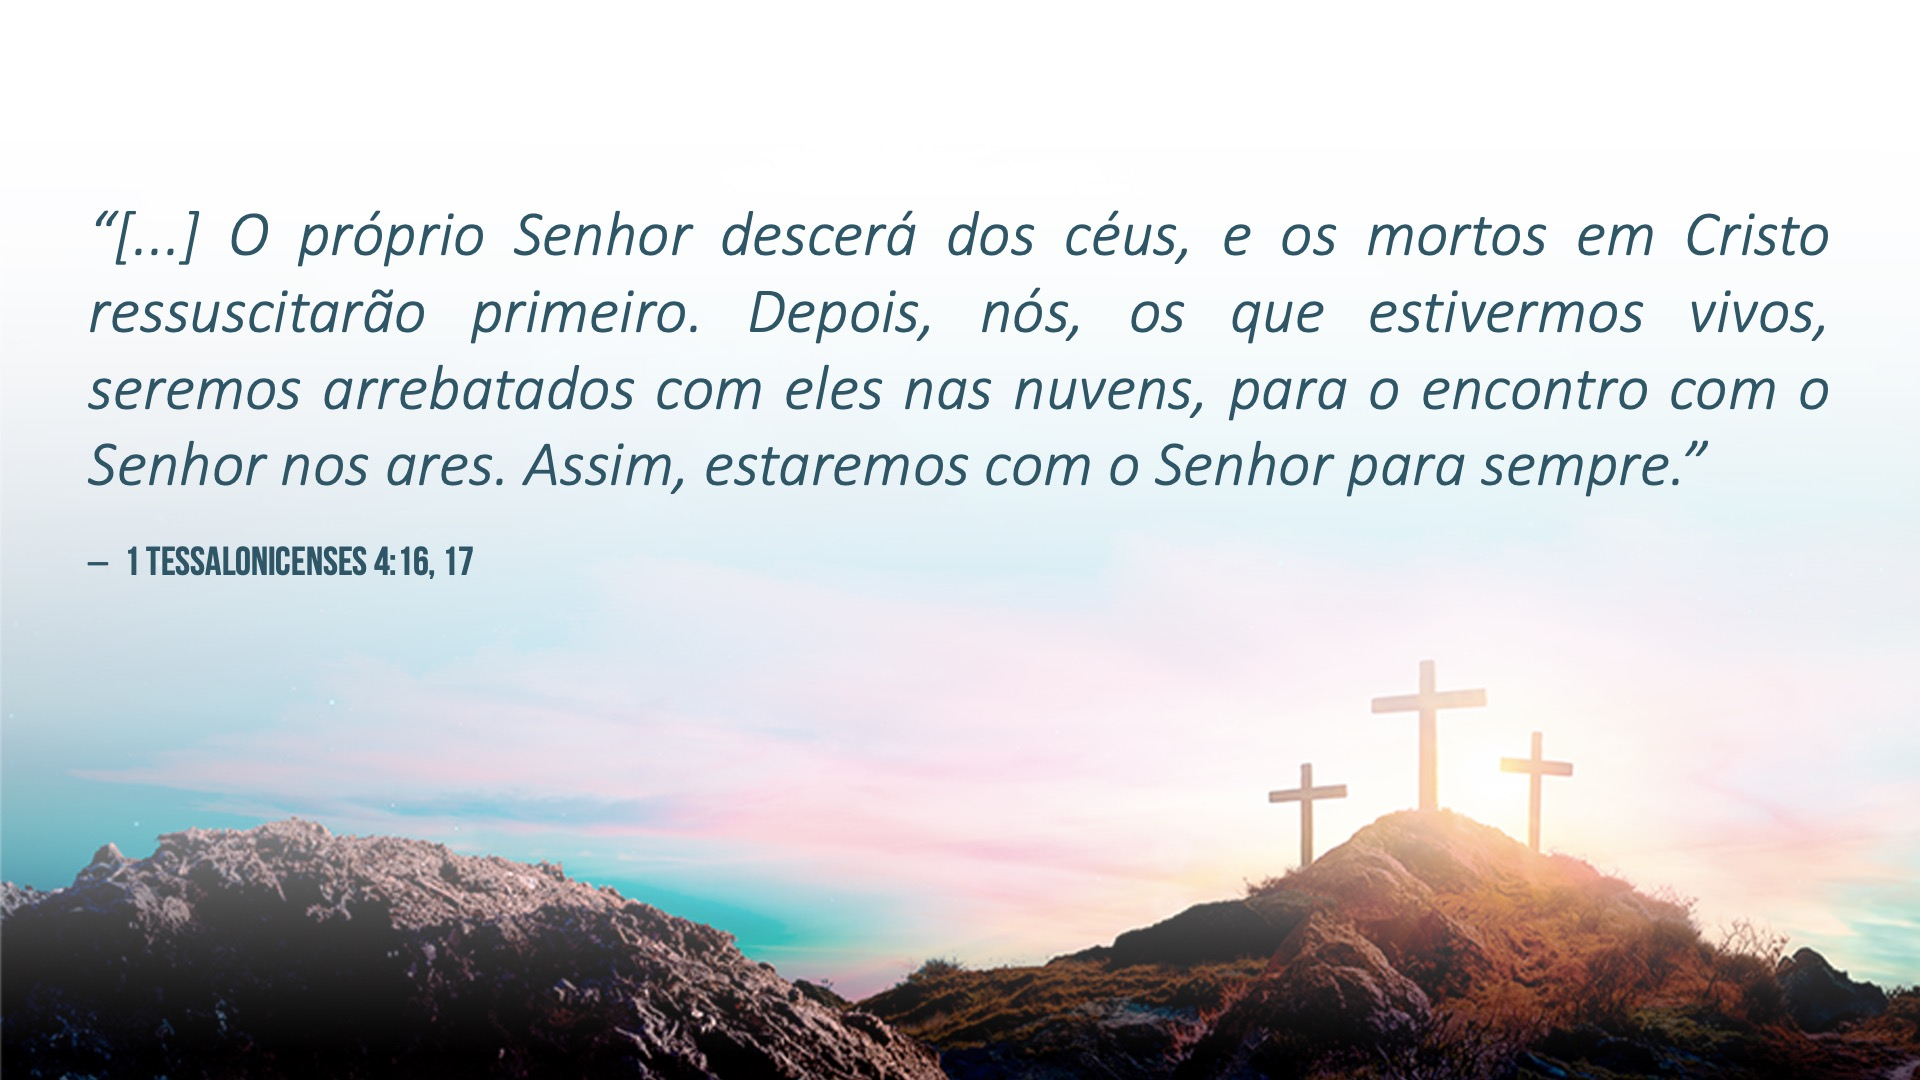 “[...] O próprio Senhor descerá dos céus, e os mortos em Cristo
ressuscitarão primeiro. Depois, nós, os que estivermos vivos,
seremos arrebatados com eles nas nuvens, para o encontro com o
Senhor nos ares. Assim, estaremos com o Senhor para sempre.”
– 1 TESSALONICENSES 4:16, 17